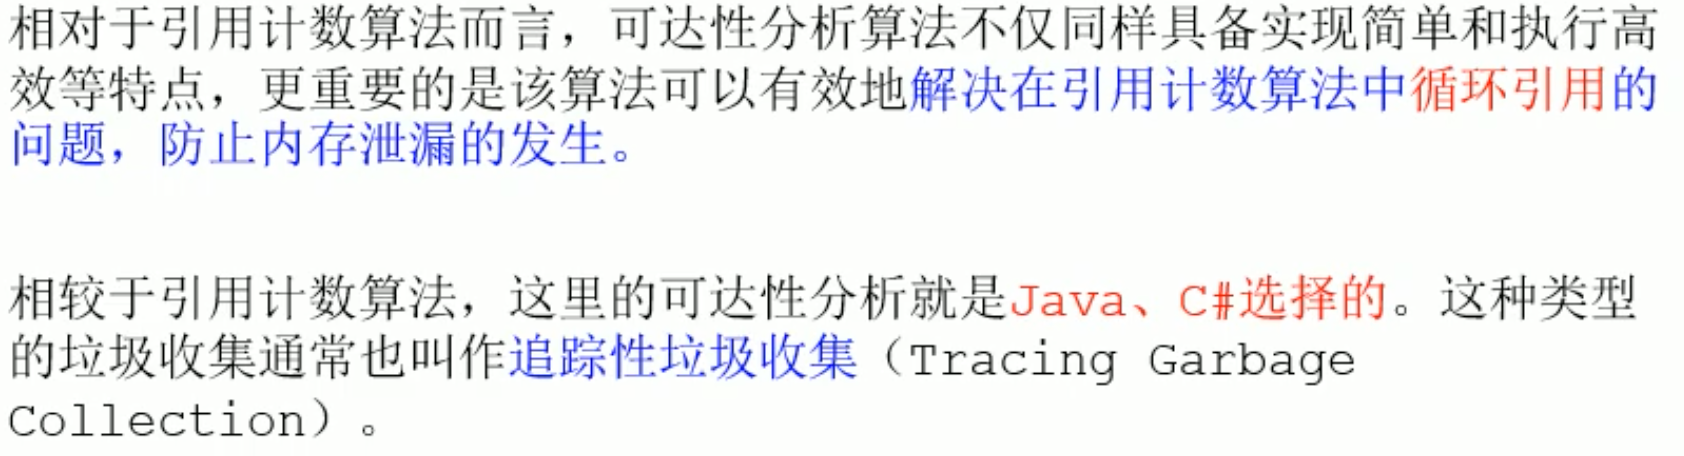 相对于引用计数算法而言，可达性分析算法不仅同样具备实现简单和执行高
效等特点，更重要的是该算法可以有效地解决在引用计数算法中循环引用的
问题，防止内存泄漏的发生。
相较于引用计数算法，这里的可达性分析就是Java、C#选择的。这种类型
的垃圾收集通常也叫作追踪性垃圾收集（Tracing Garbage
Collection）。